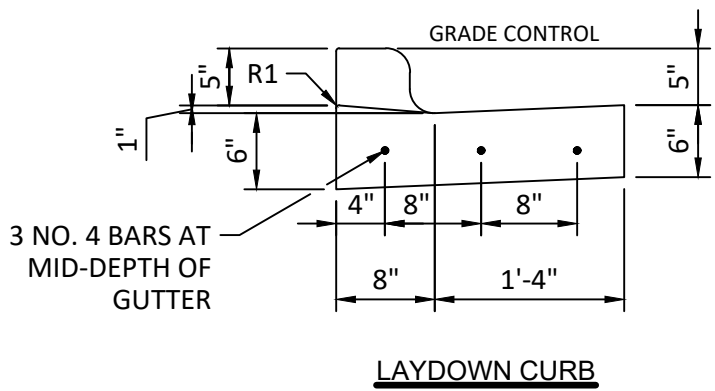 GRADE CONTROL
5"
R1
5"
1"
6"
6"
4"
8"
8"
3 NO. 4 BARS AT
MID-DEPTH OF
GUTTER
8"
1'-4"
LAYDOWN CURB